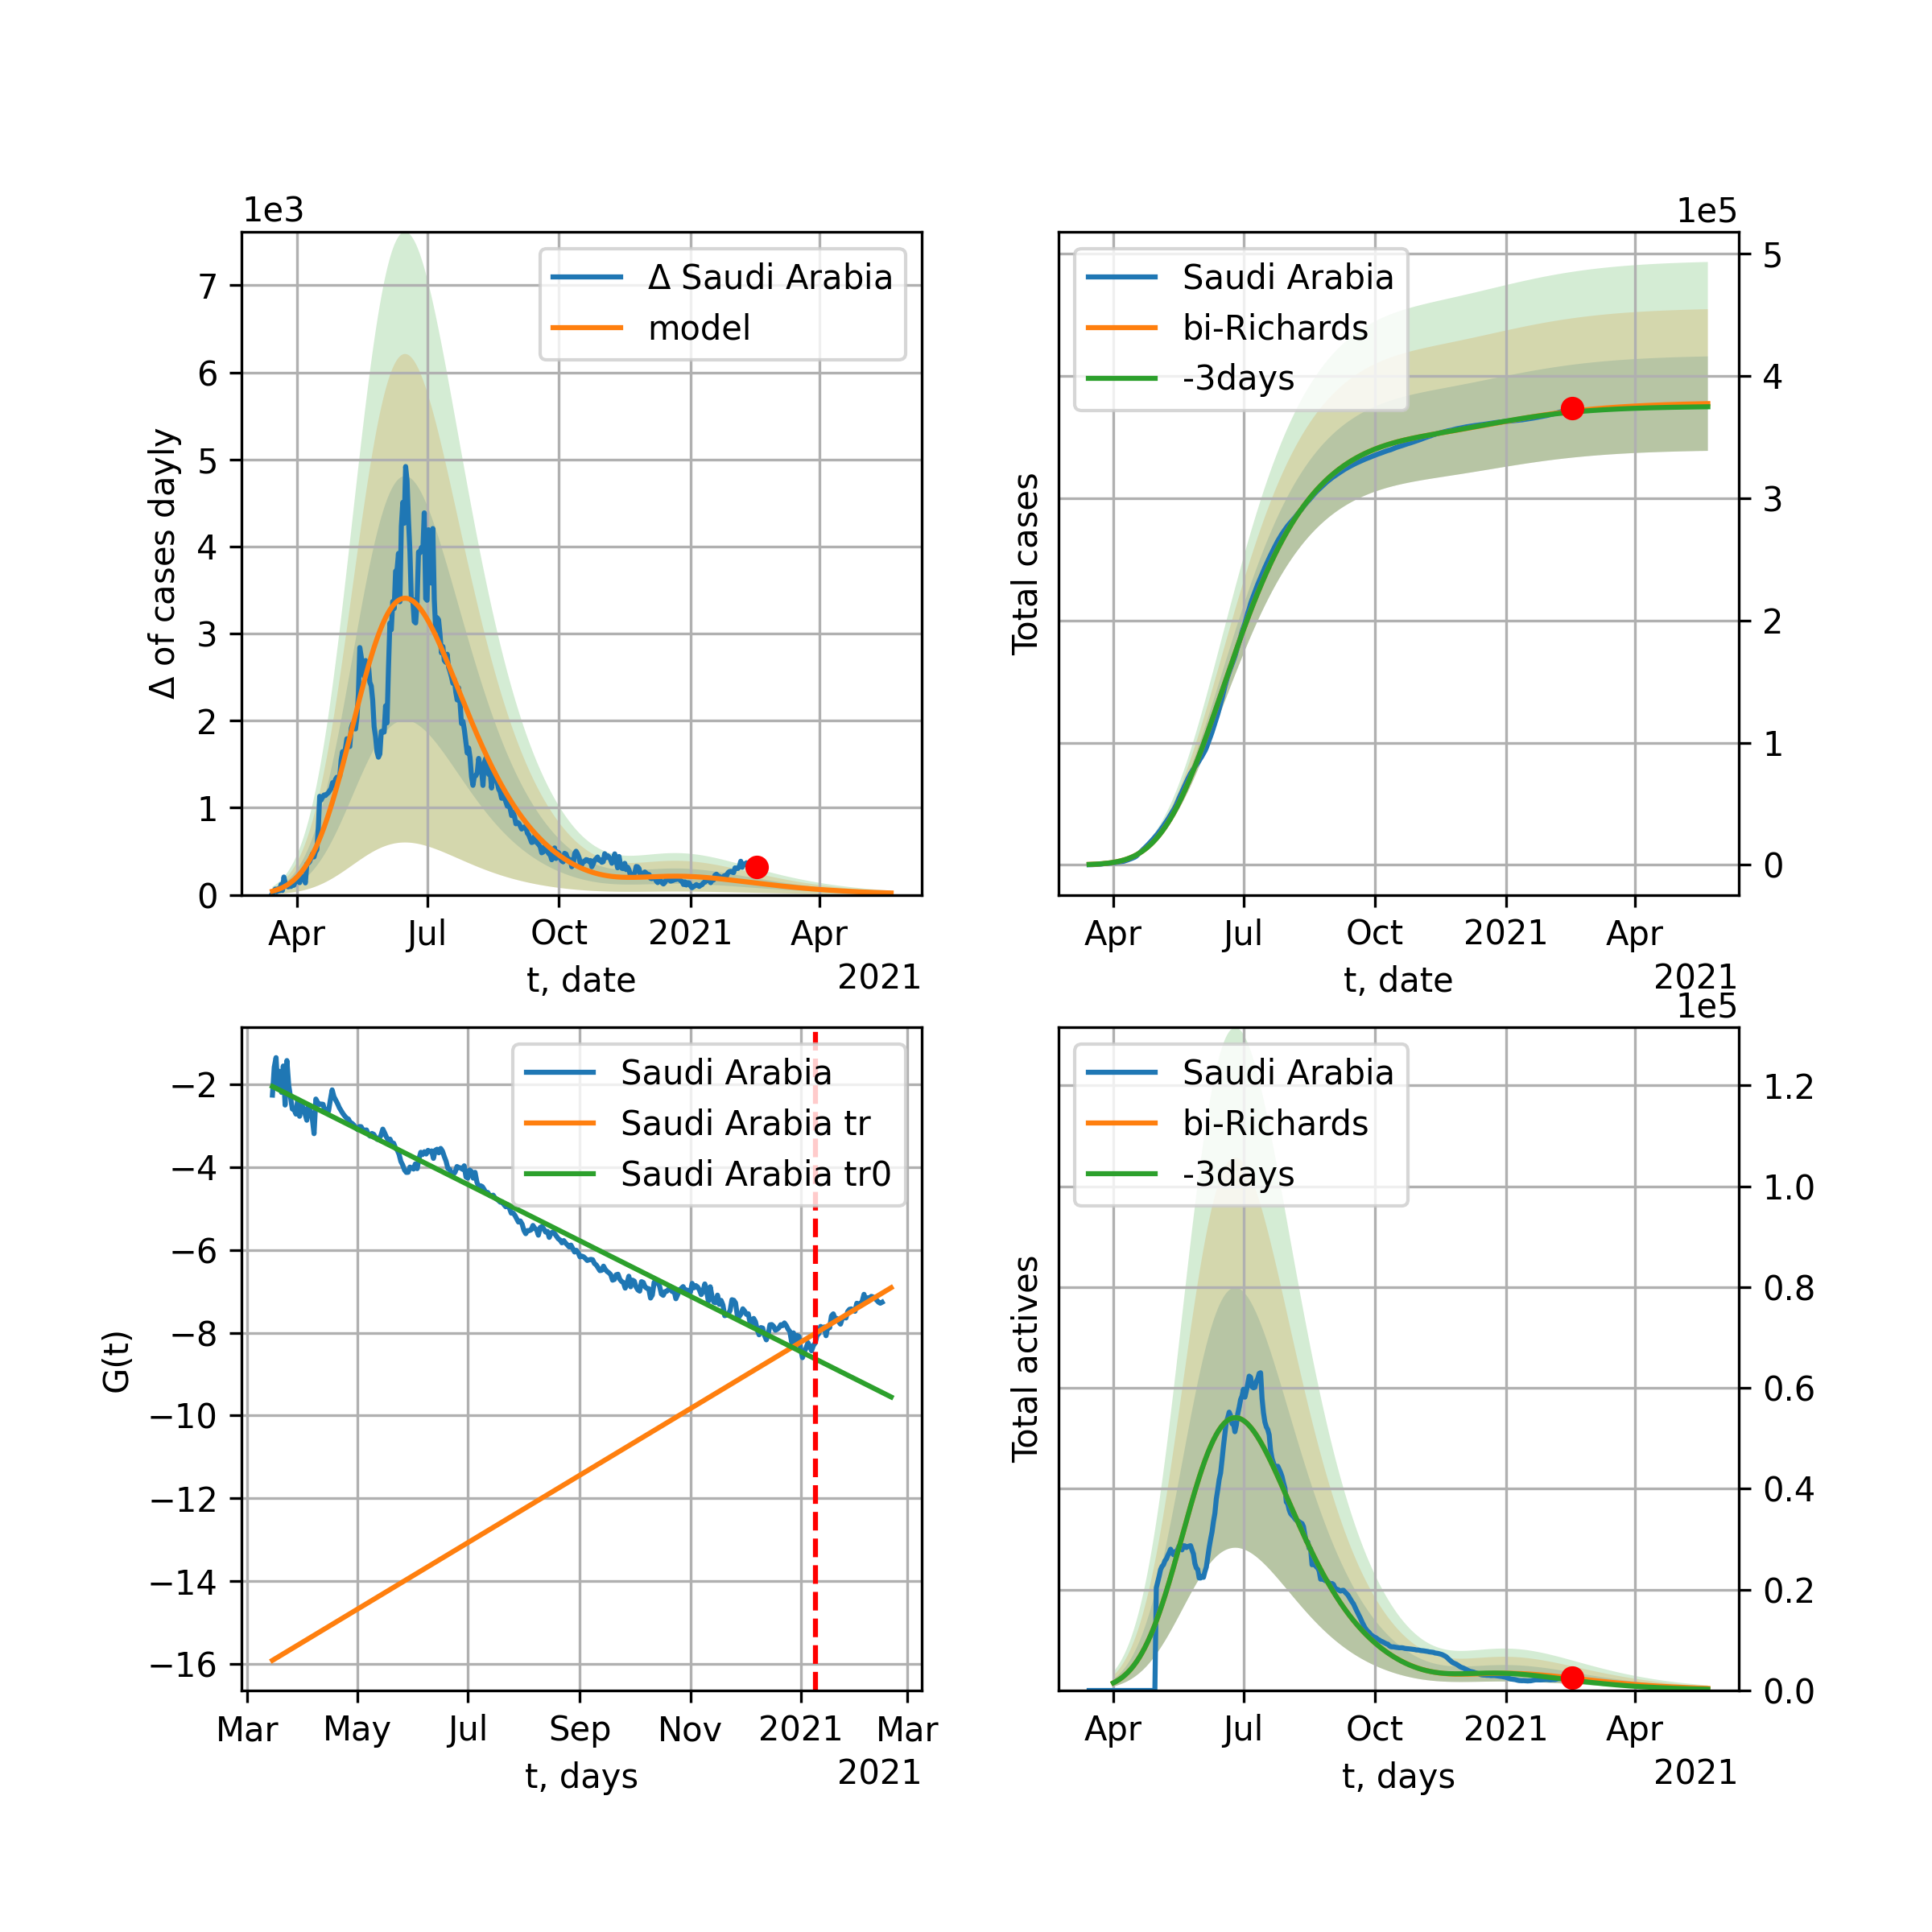 1e3
Δ of cases dayly
7
6
5
4
3
2
1
0
Δ Saudi Arabia
model
Apr
Jul
Oct
2021
Apr
t, date
2021
1e5
Total cases
Saudi Arabia
bi-Richards
-3days
5
4
3
2
1
0
Apr
Jul
Oct
2021
Apr
t, date
2021
G(t)
−2
−4
−6
−8
−10
−12
−14
−16
Saudi Arabia
Saudi Arabia tr
Saudi Arabia tr0
Mar
May
Jul
Sep
Nov
2021
Mar
t, days
2021
1e5
Total actives
Saudi Arabia
bi-Richards
-3days
1.2
1.0
0.8
0.6
0.4
0.2
0.0
Apr
Jul
Oct
2021
Apr
t, days
2021